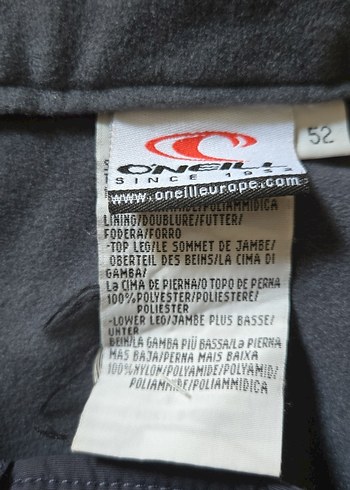 52
O'NEILL
SINCE 1952
www.oneilleurope.com
POLIAMMIDICA
LINING/DOUBLURE/FUTTER/
FODERA/FORRO
-TOP LEG/LE SOMMET DE JAMBE/
OBERTEIL DES BEINS/LA CIMA DI
GAMBA/
La CIMA DE PIERNA/O TOPO DE PERNA
100%POLYESTER/POLIESTERE/
POLIESTER
-LOWER LEG/JAMBE PLUS BASSE/
UNTER
BEIN/LA GAMBA PIÙ BASSA/La PIERNA
MAS BAJA/PERNA MAIS BAIXA
100%NYLON/POLYAMIDE/POLYAMID/
POLIAMIDE/POLIAMMIDICA